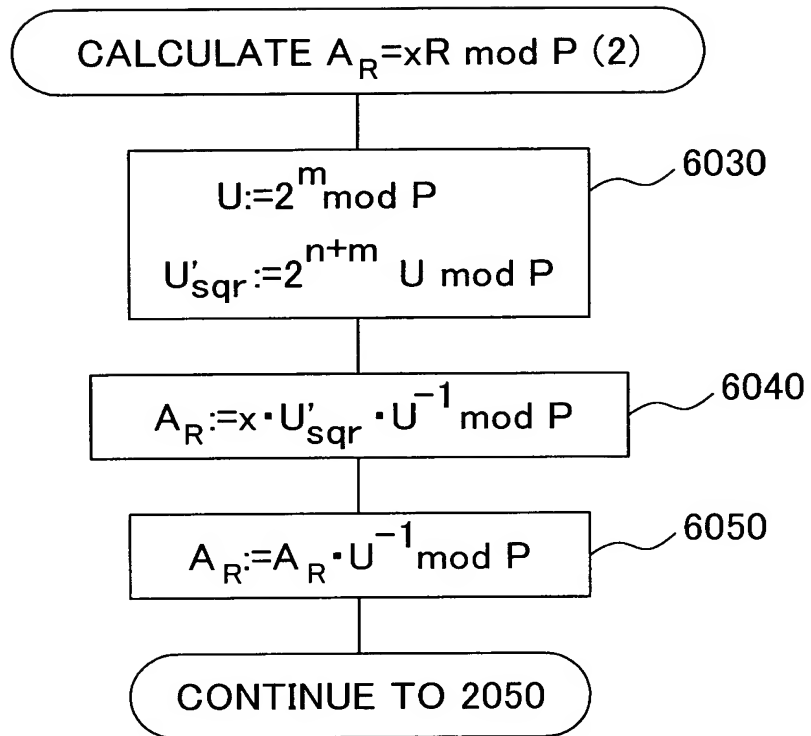 CALCULATE A_R=xR mod P (2)
6030
U:=2^m mod P
U'_sqr:=2^{n+m} U mod P
6040
A_R:=x·U'_sqr·U^{-1} mod P
6050
A_R:=A_R·U^{-1} mod P
CONTINUE TO 2050